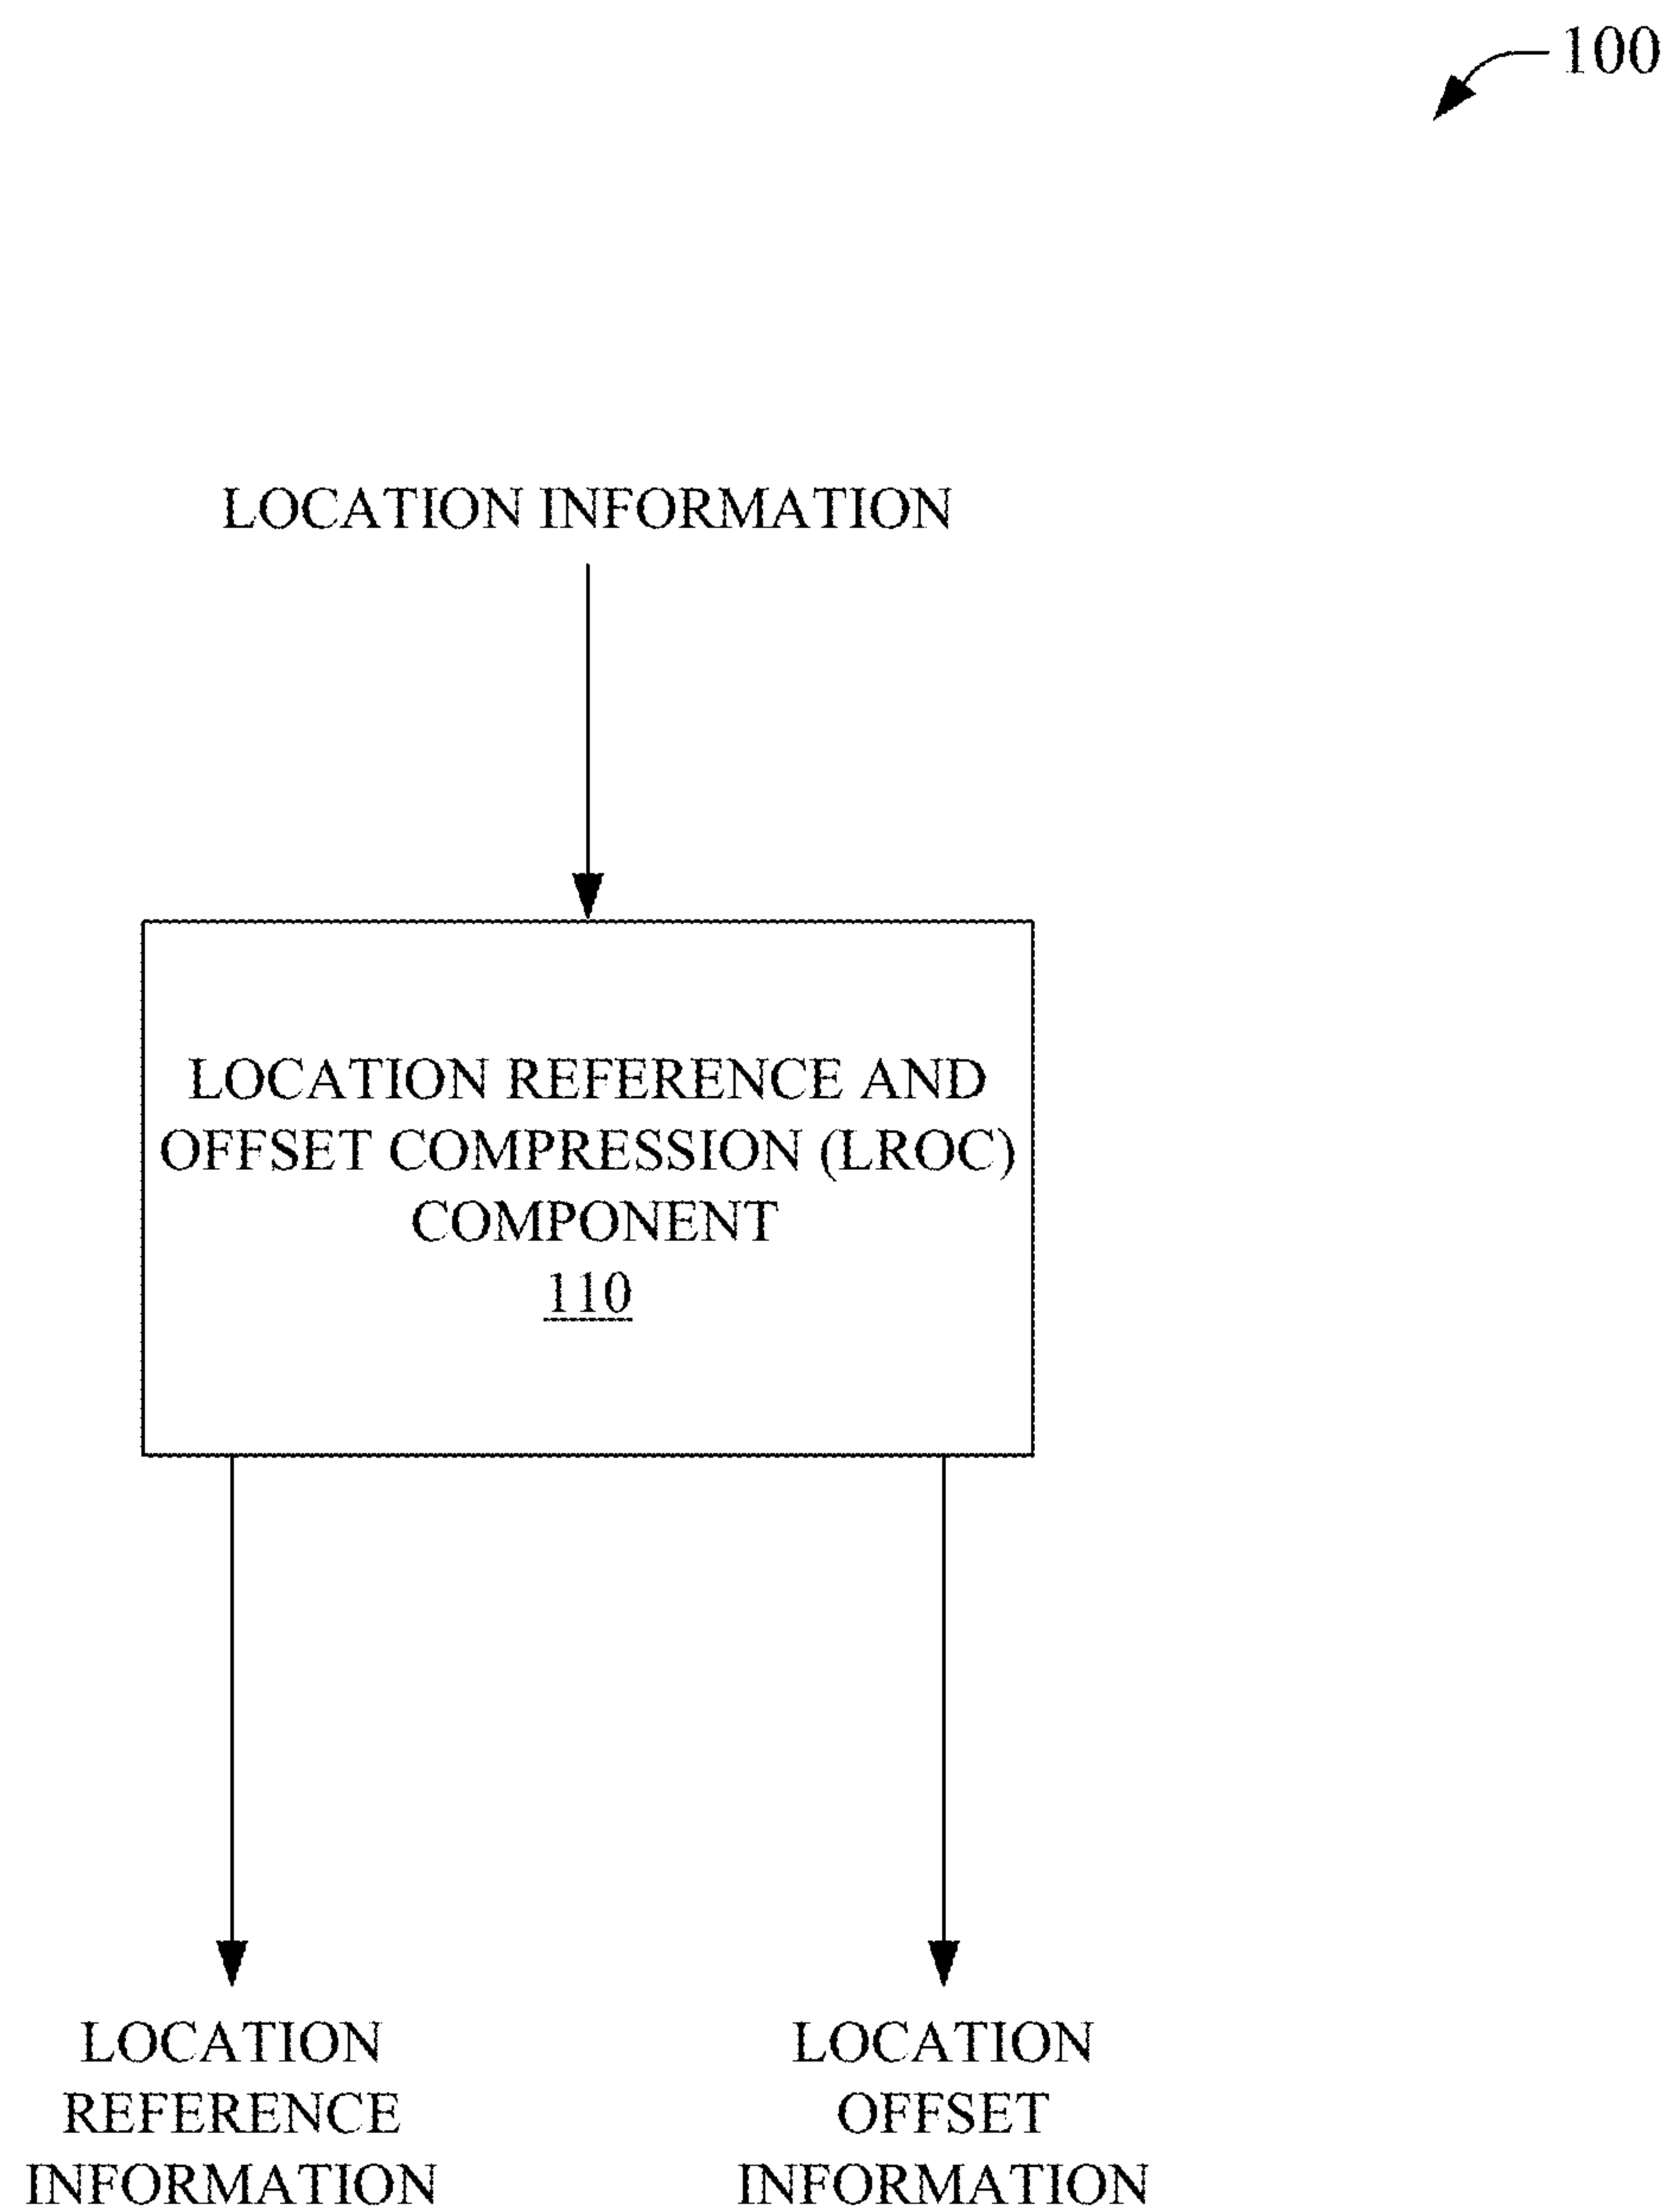 100
LOCATION INFORMATION
LOCATION REFERENCE AND
OFFSET COMPRESSION (LROC)
COMPONENT
110
LOCATION
REFERENCE
INFORMATION
LOCATION
OFFSET
INFORMATION